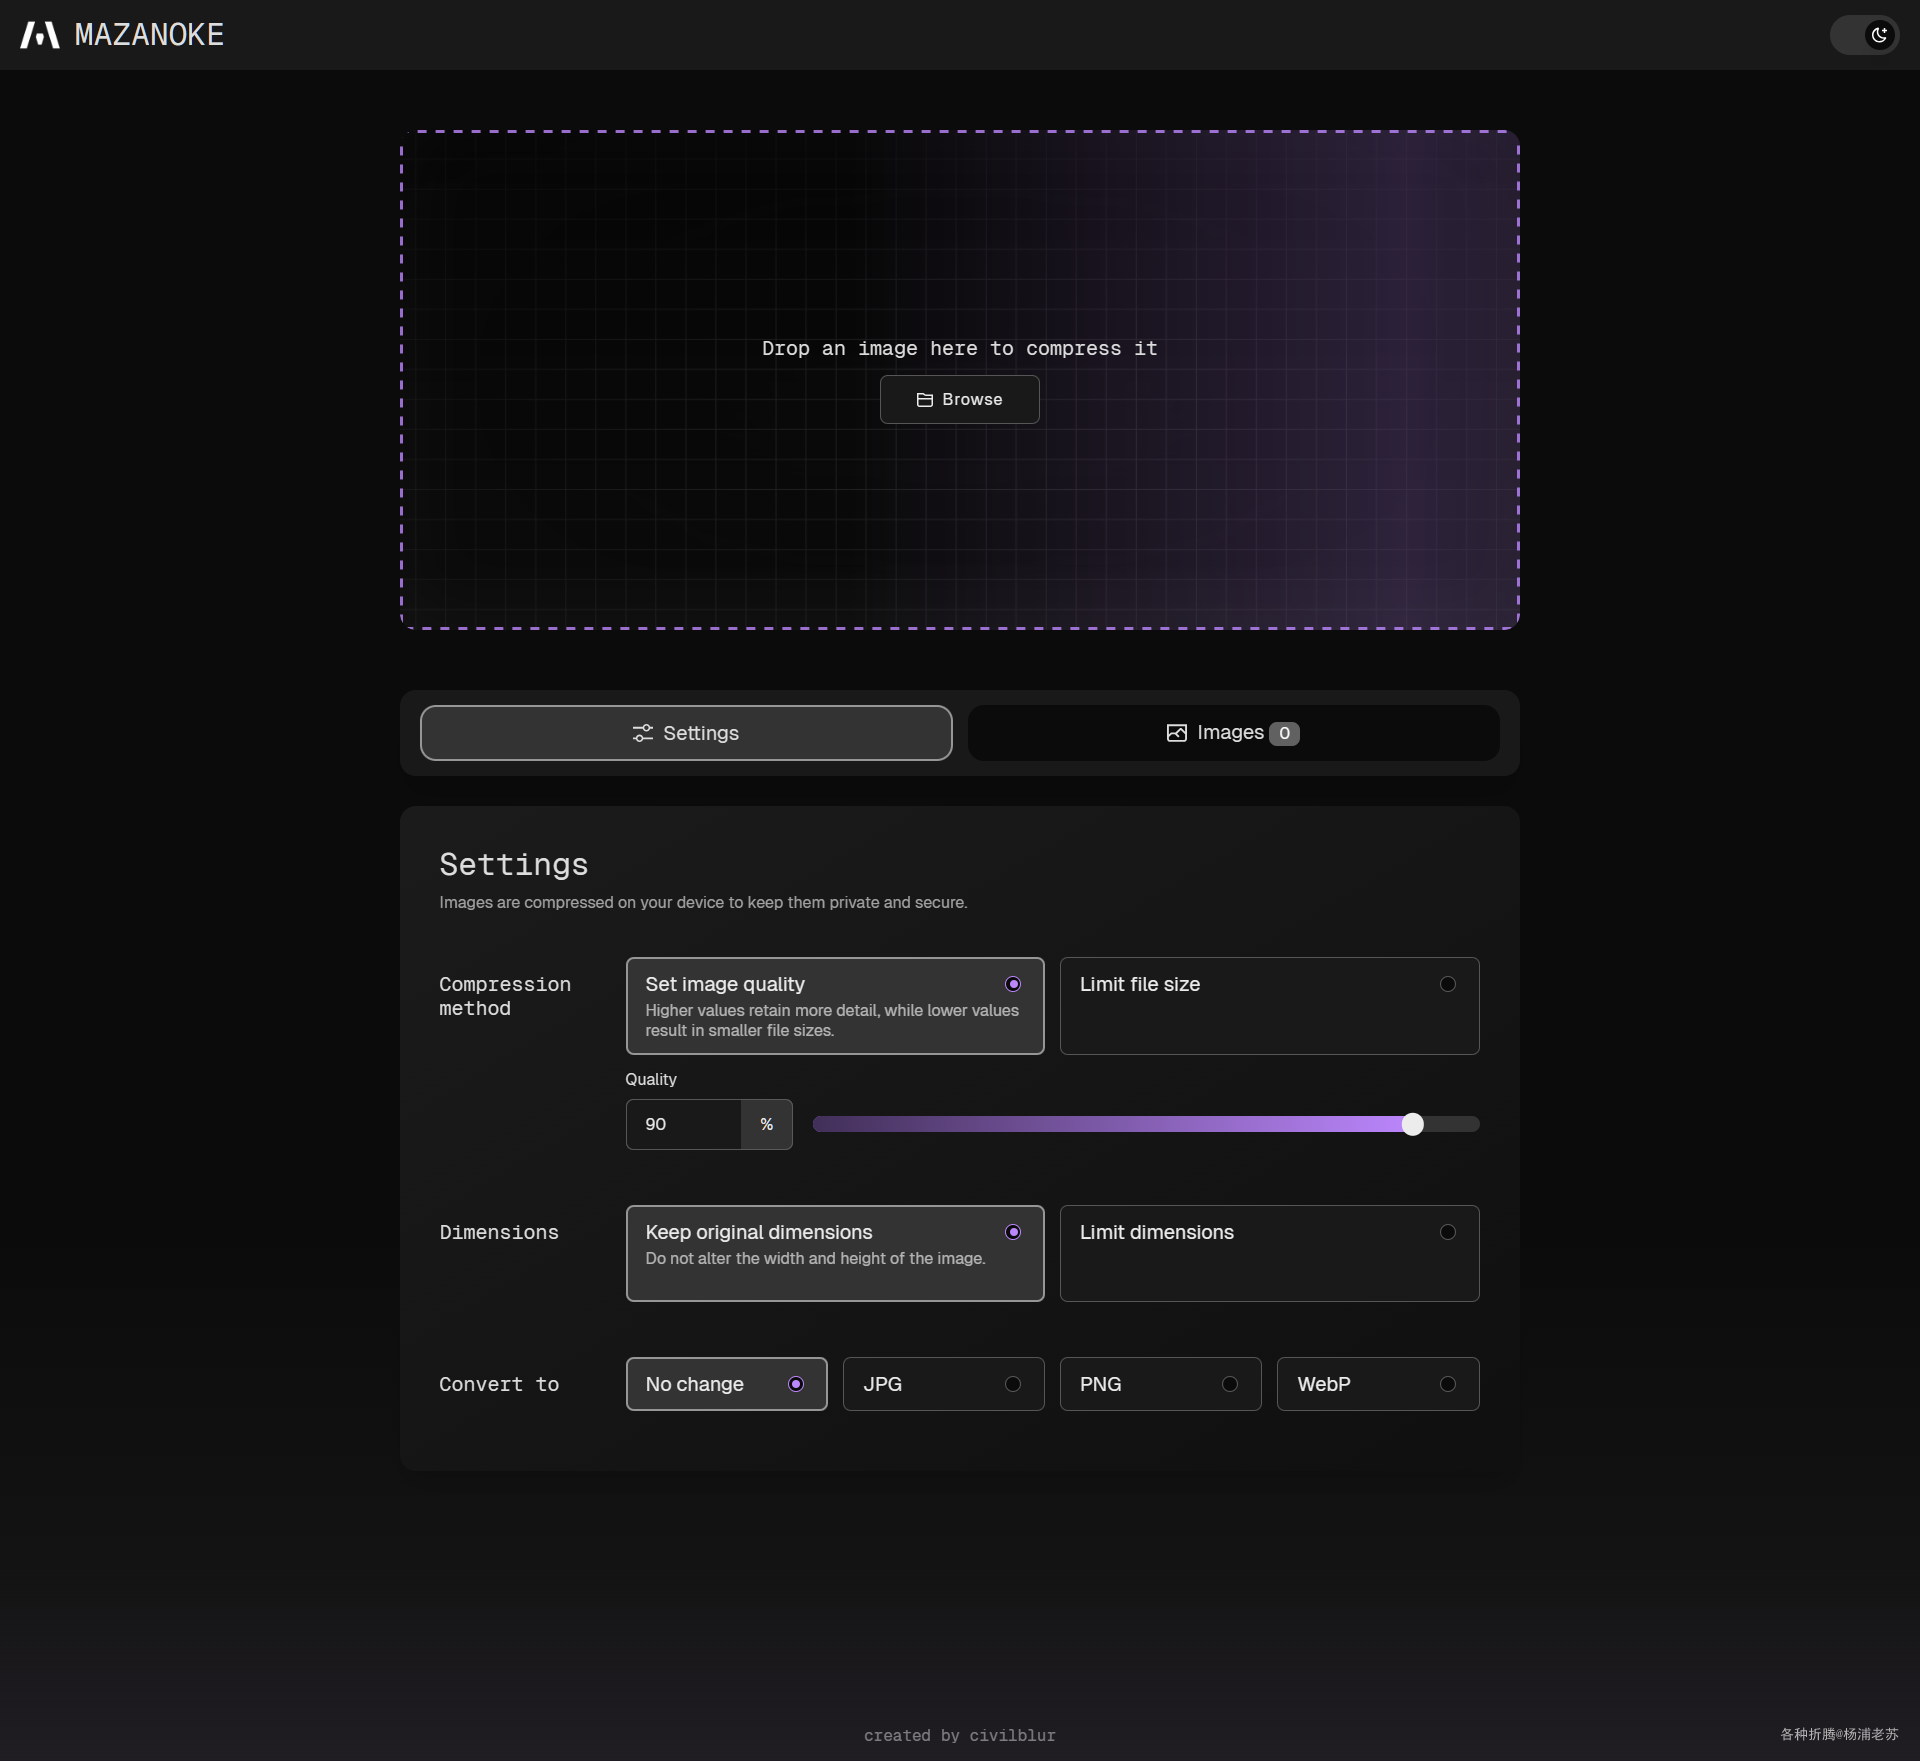 MAZANOKE
Drop an image here to compress it
Browse
Settings
Images 0
Settings
Images are compressed on your device to keep them private and secure.
Compression
method
Set image quality
Higher values retain more detail, while lower values
result in smaller file sizes.
Limit file size
Quality
90 %
Dimensions
Keep original dimensions
Do not alter the width and height of the image.
Limit dimensions
Convert to
No change
JPG
PNG
WebP
created by civilblur
各种折腾@杨浦老苏